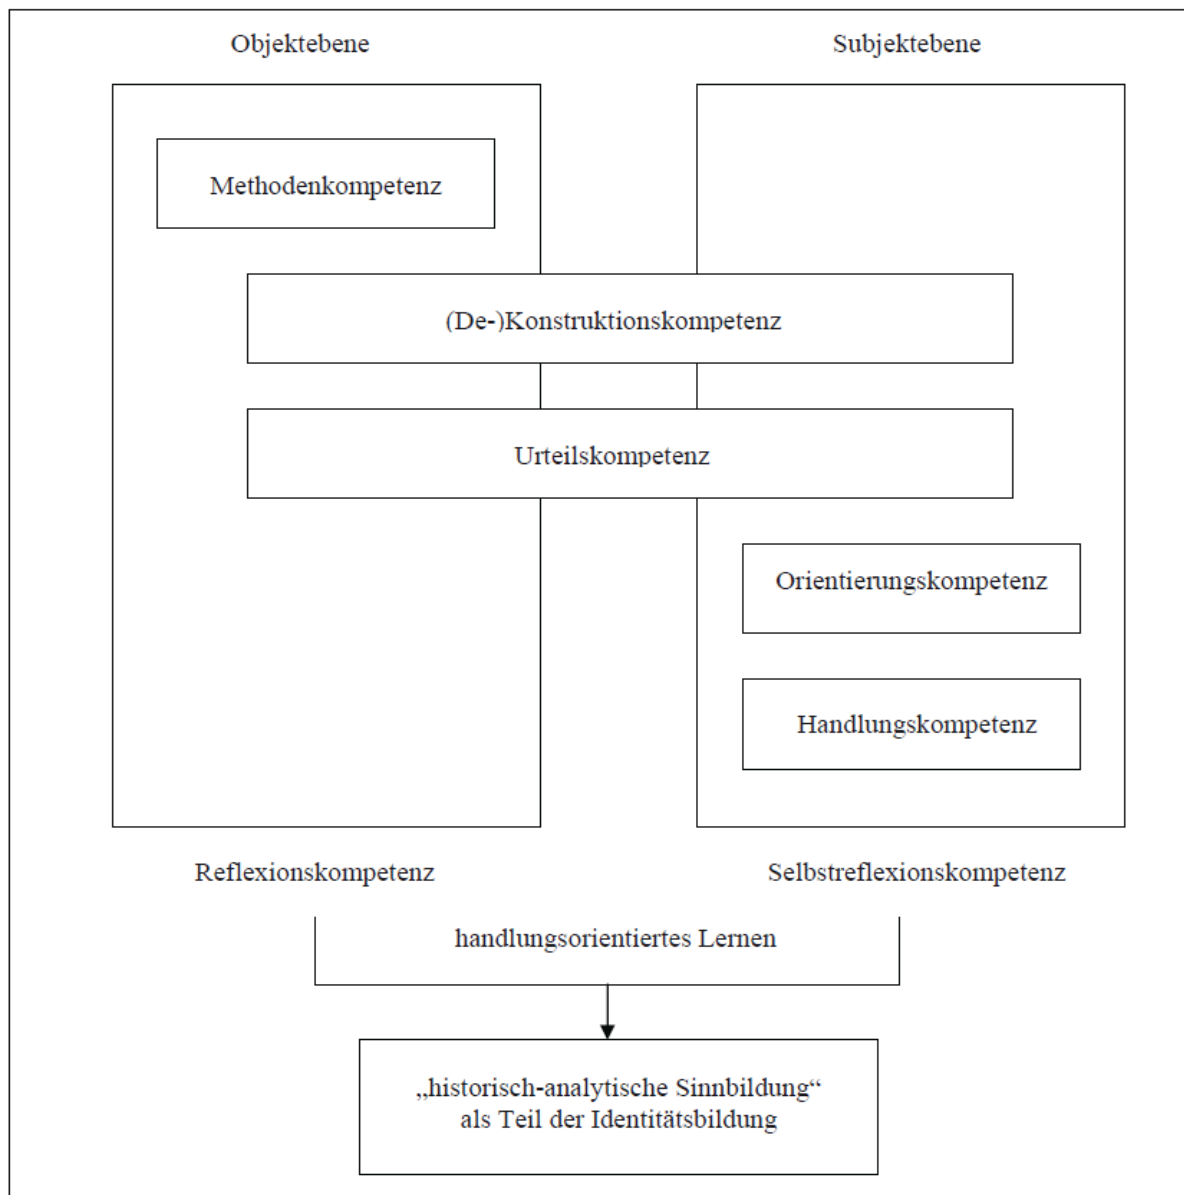 Objektebene
Subjektebene
Methodenkompetenz
(De-)Konstruktionskompetenz
Urteilskompetenz
Orientierungskompetenz
Handlungskompetenz
Reflexionskompetenz
Selbstreflexionskompetenz
handlungsorientiertes Lernen
„historisch-analytische Sinnbildung“
als Teil der Identitätsbildung